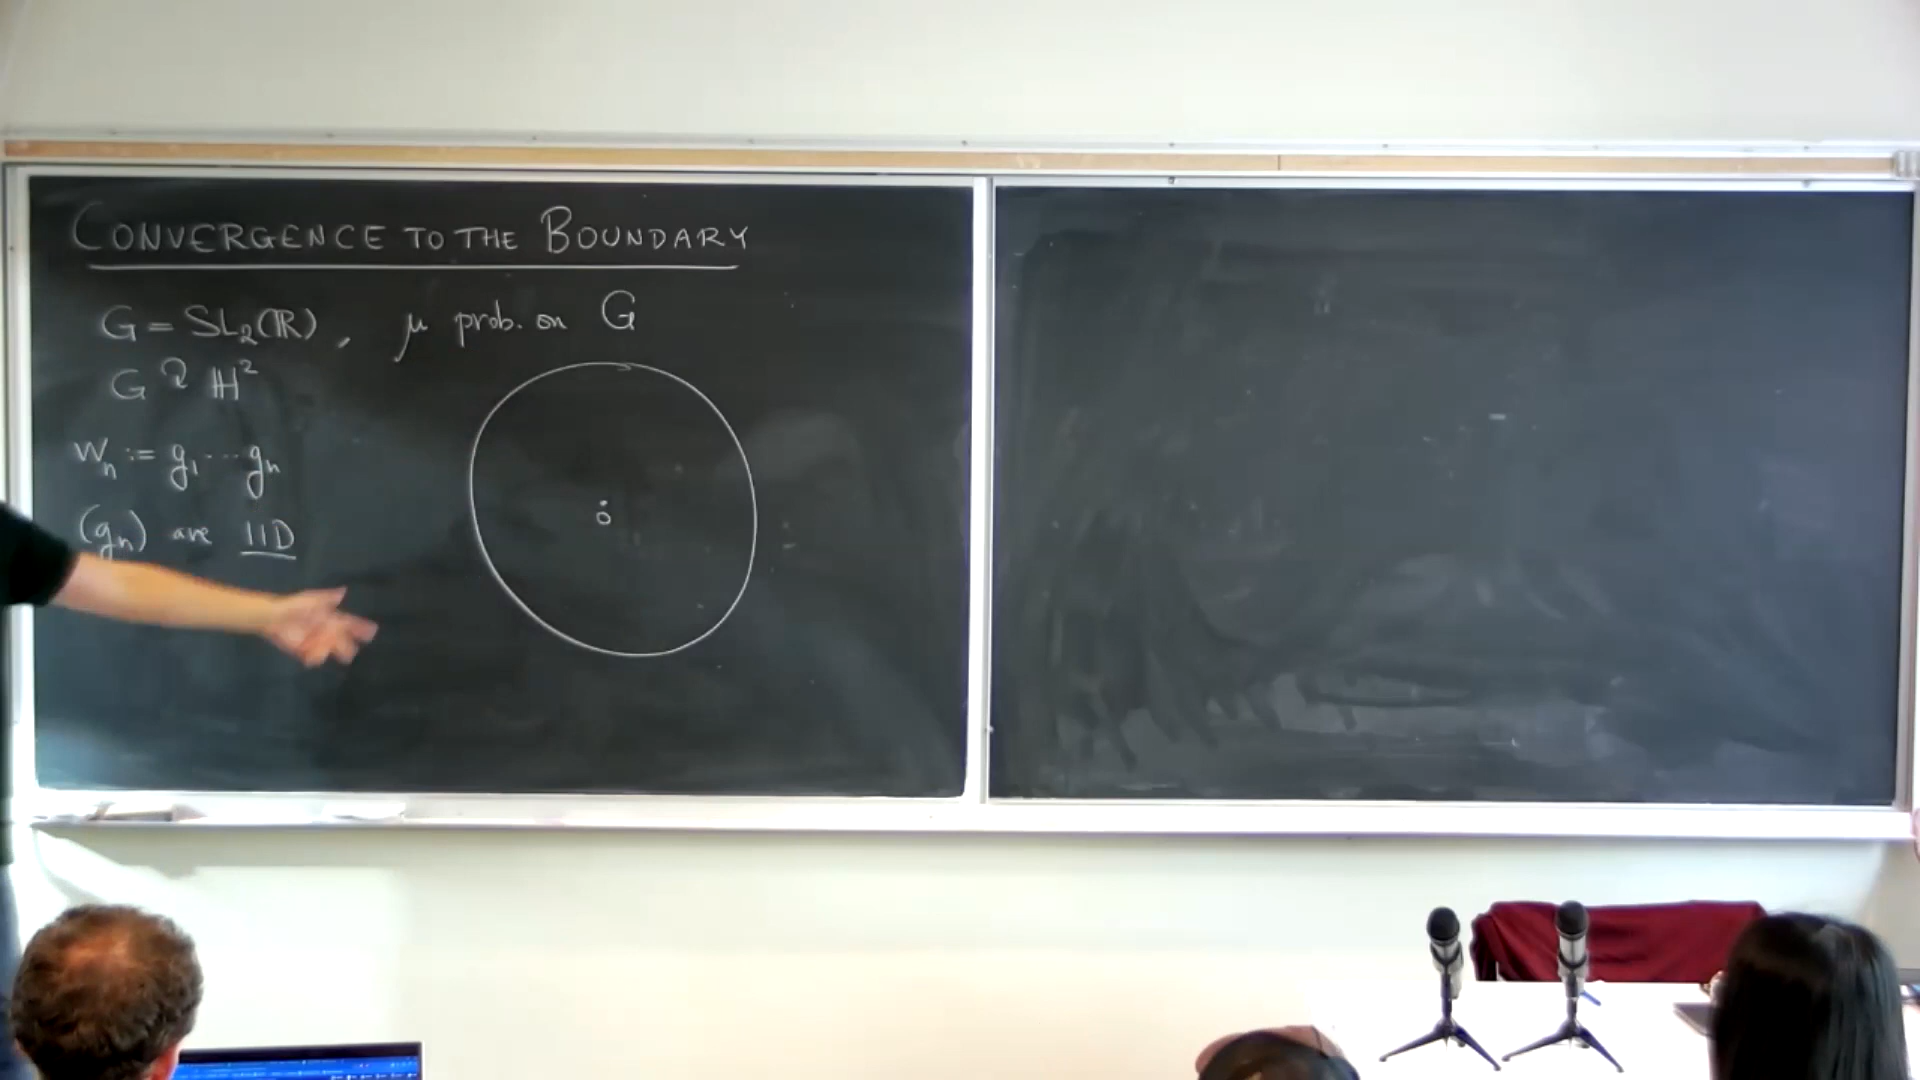 CONVERGENCE TO THE BOUNDARY
G = SL₂(ℝ), μ prob. on G
G ↻ ℍ²
Wₙ := g₁ ⋯ gₙ
(gₙ) are IID
o